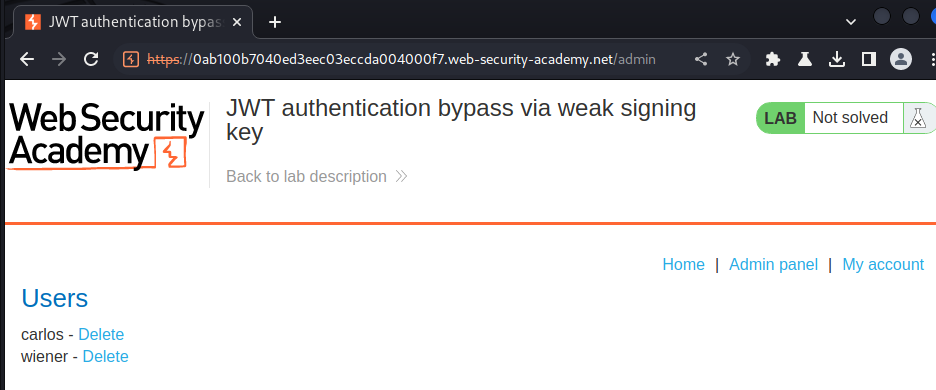 JWT authentication bypas
https://0ab100b7040ed3eec03eccda004000f7.web-security-academy.net/admin
Web Security
Academy
JWT authentication bypass via weak signing
key
LAB Not solved
Back to lab description
Home | Admin panel | My account
Users
carlos - Delete
wiener - Delete